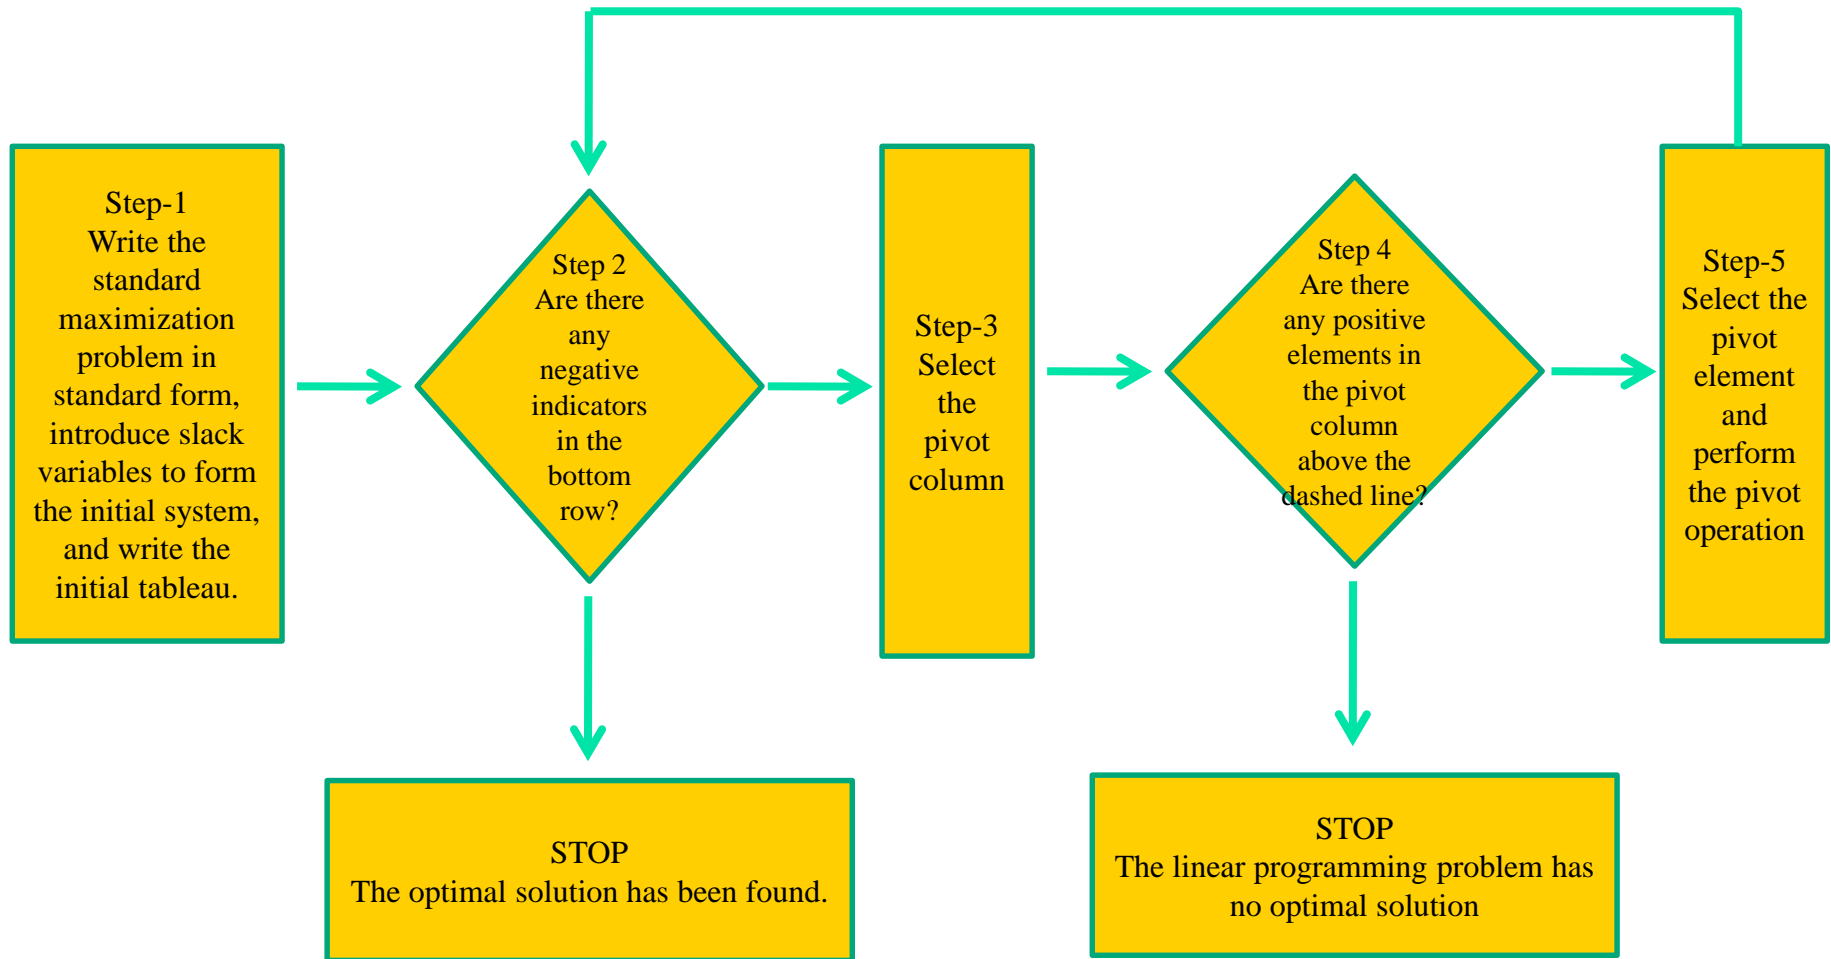 Step-1
Write the
standard
maximization
problem in
standard form,
introduce slack
variables to form
the initial system,
and write the
initial tableau.
Step 2
Are there
any
negative
indicators
in the
bottom
row?
Step-3
Select
the
pivot
column
Step 4
Are there
any positive
elements in
the pivot
column
above the
dashed line?
Step-5
Select the
pivot
element
and
perform
the pivot
operation
STOP
The optimal solution has been found.
STOP
The linear programming problem has
no optimal solution